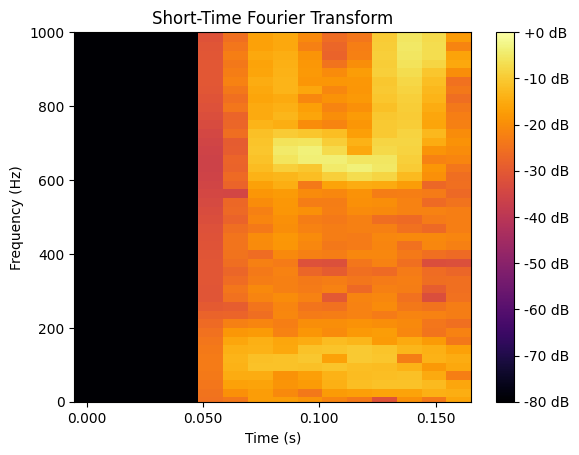 Short-Time Fourier Transform
1000
800
600
400
200
0
Frequency (Hz)
0.000
0.050
0.100
0.150
Time (s)
+0 dB
-10 dB
-20 dB
-30 dB
-40 dB
-50 dB
-60 dB
-70 dB
-80 dB